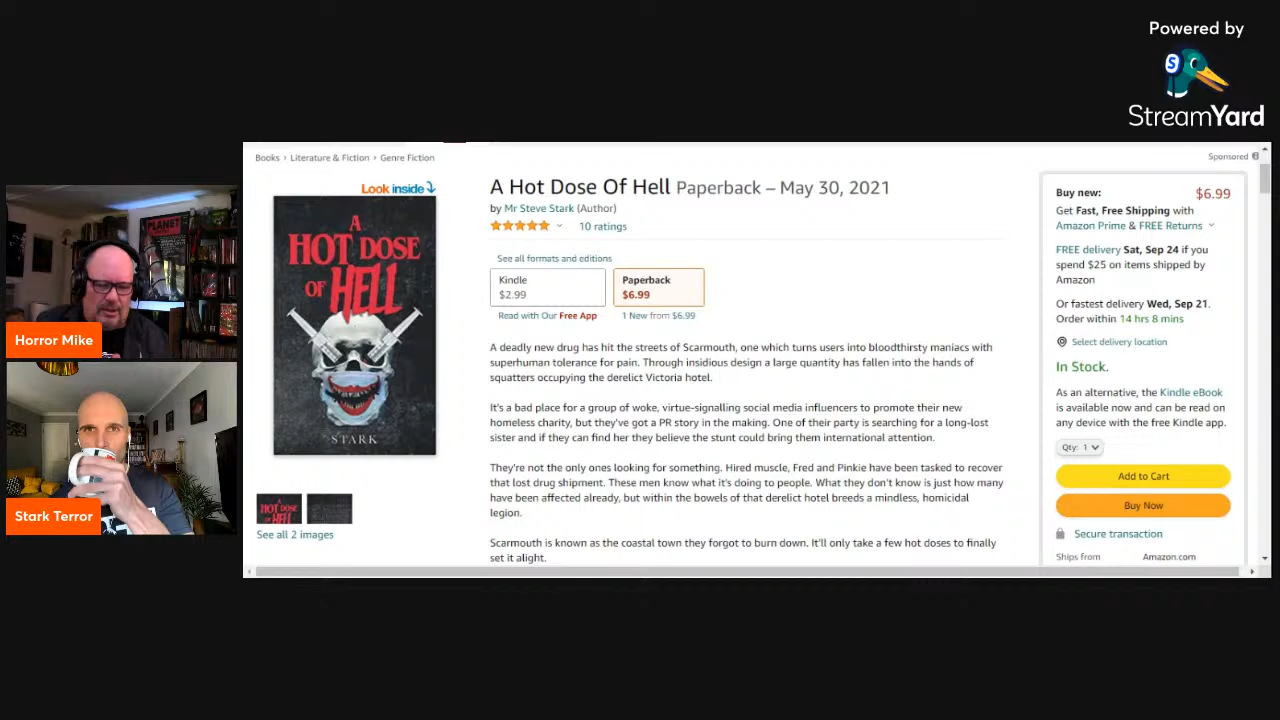 Powered by
StreamYard
Books › Literature & Fiction › Genre Fiction
Sponsored
Look inside
A
HOT DOSE
OF HELL
STARK
See all 2 images
A Hot Dose Of Hell Paperback – May 30, 2021
by Mr Steve Stark (Author)
10 ratings
See all formats and editions
Kindle
$2.99
Paperback
$6.99
Read with Our Free App
1 New from $6.99
A deadly new drug has hit the streets of Scarmouth, one which turns users into bloodthirsty maniacs with
superhuman tolerance for pain. Through insidious design a large quantity has fallen into the hands of
squatters occupying the derelict Victoria hotel.
It's a bad place for a group of woke, virtue-signalling social media influencers to promote their new
homeless charity, but they've got a PR story in the making. One of their party is searching for a long-lost
sister and if they can find her they believe the stunt could bring them international attention.
They're not the only ones looking for something. Hired muscle, Fred and Pinkie have been tasked to recover
that lost drug shipment. These men know what it's doing to people. What they don't know is just how many
have been affected already, but within the bowels of that derelict hotel breeds a mindless, homicidal
legion.
Scarmouth is known as the coastal town they forgot to burn down. It'll only take a few hot doses to finally
set it alight.
Buy new:
$6.99
Get Fast, Free Shipping with
Amazon Prime & FREE Returns
FREE delivery Sat, Sep 24 if you
spend $25 on items shipped by
Amazon
Or fastest delivery Wed, Sep 21.
Order within 14 hrs 8 mins
Select delivery location
In Stock.
As an alternative, the Kindle eBook
is available now and can be read on
any device with the free Kindle app.
Qty: 1
Add to Cart
Buy Now
Secure transaction
Ships from
Amazon.com
PLANET
Horror Mike
Stark Terror
A
HOT DOSE
OF HELL